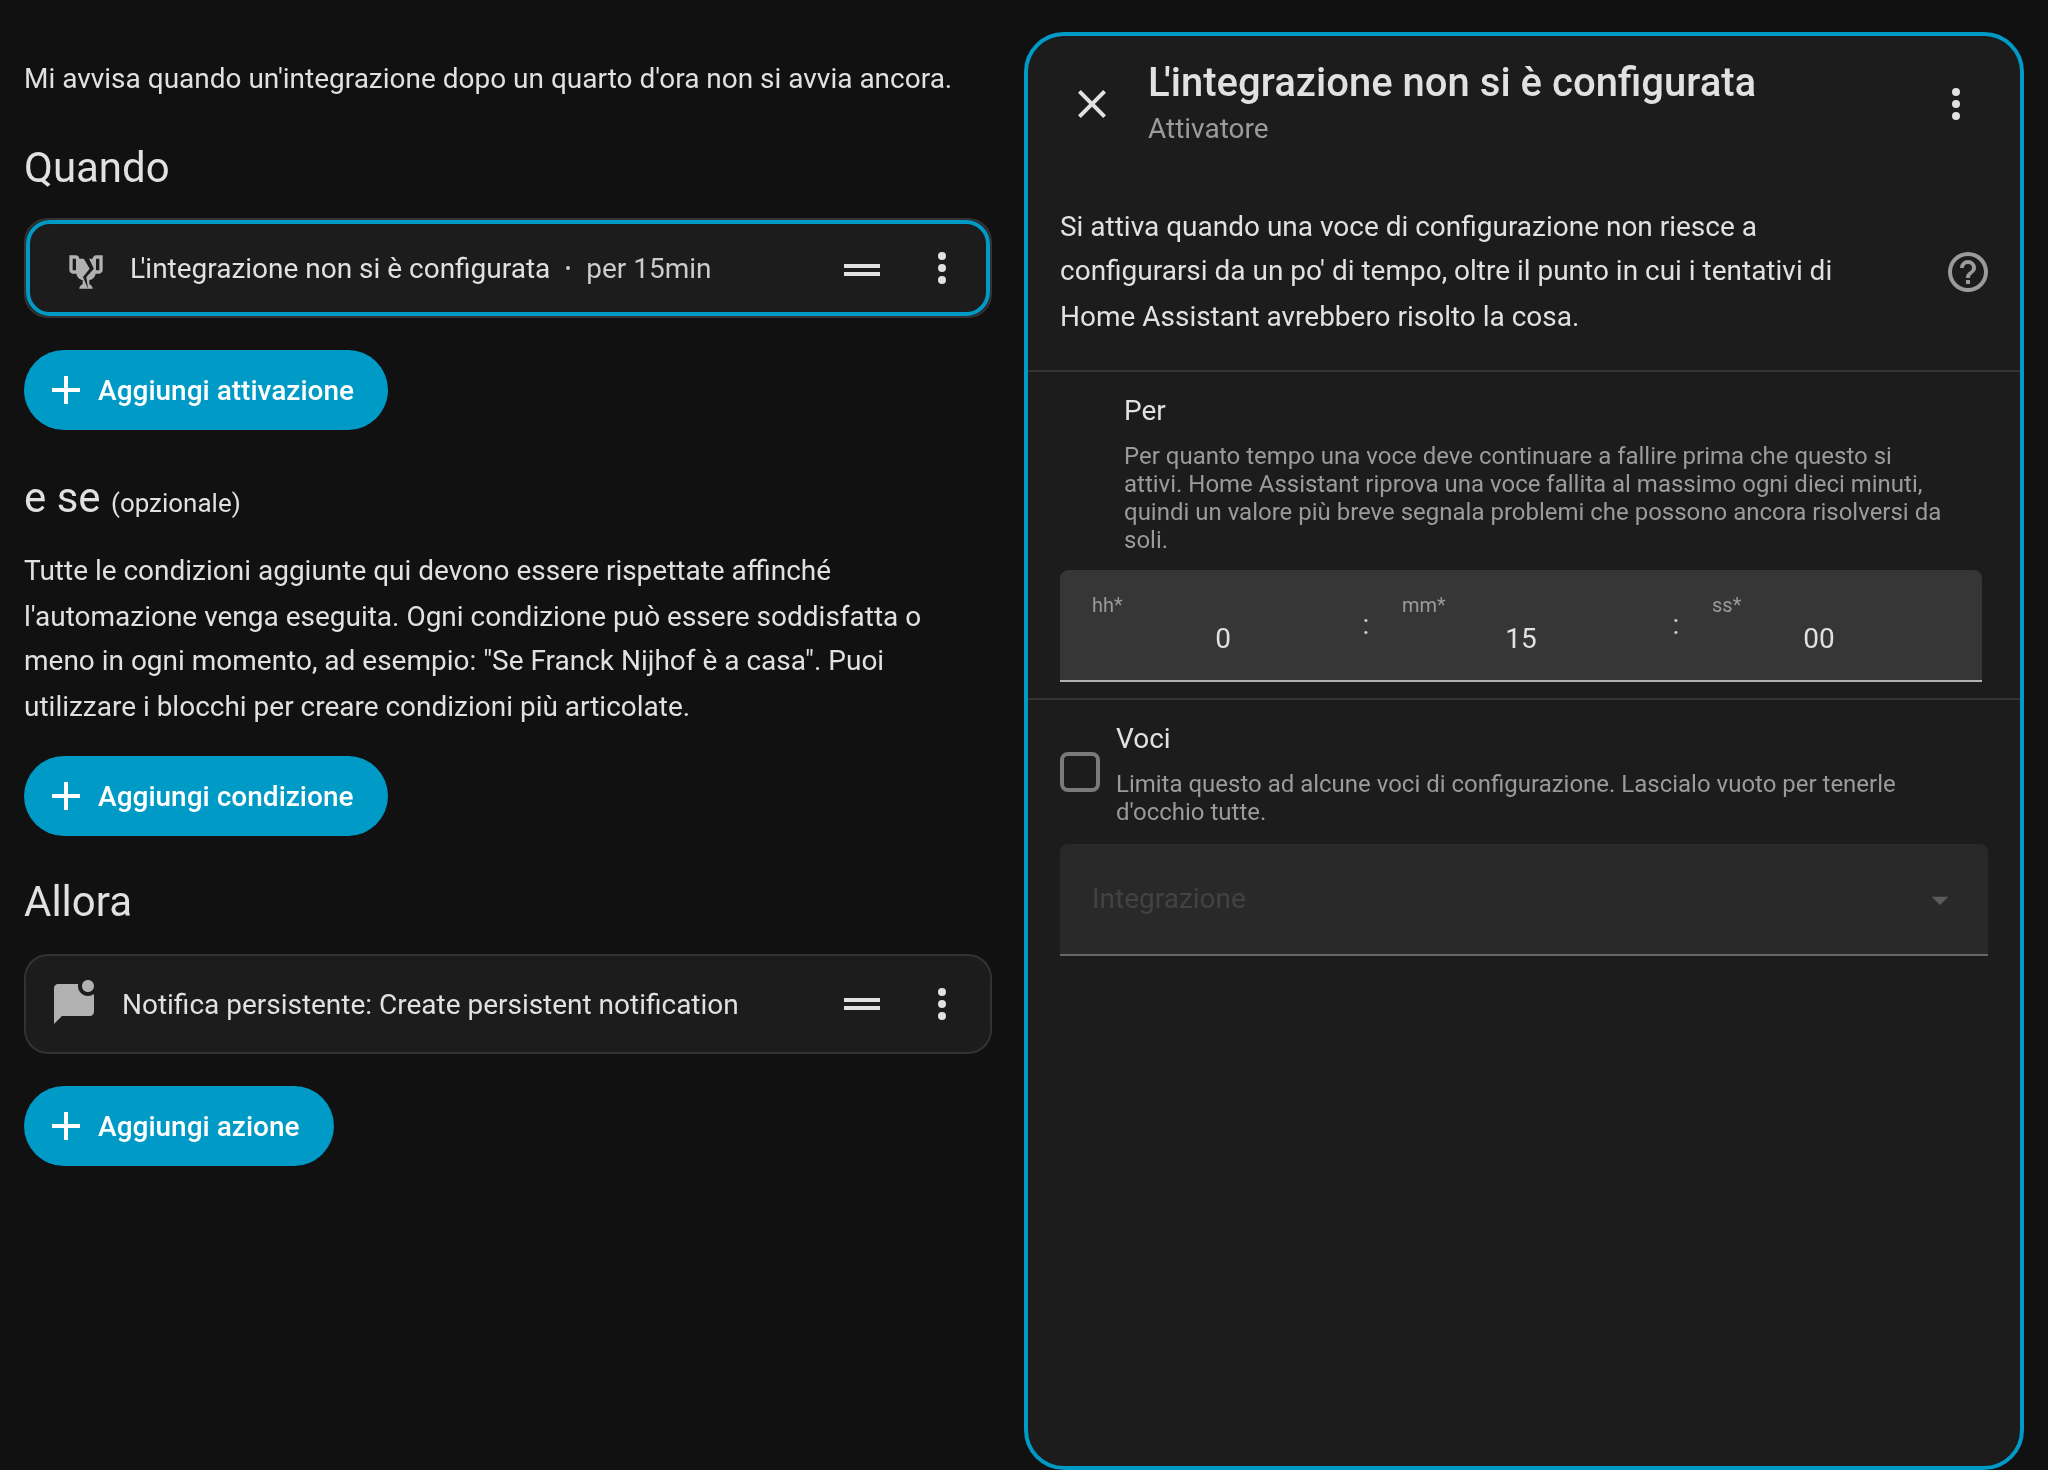 Mi avvisa quando un'integrazione dopo un quarto d'ora non si avvia ancora.
Quando
L'integrazione non si è configurata · per 15min
Aggiungi attivazione
e se (opzionale)
Tutte le condizioni aggiunte qui devono essere rispettate affinché
l'automazione venga eseguita. Ogni condizione può essere soddisfatta o
meno in ogni momento, ad esempio: "Se Franck Nijhof è a casa". Puoi
utilizzare i blocchi per creare condizioni più articolate.
Aggiungi condizione
Allora
Notifica persistente: Create persistent notification
Aggiungi azione
L'integrazione non si è configurata
Attivatore
Si attiva quando una voce di configurazione non riesce a
configurarsi da un po' di tempo, oltre il punto in cui i tentativi di
Home Assistant avrebbero risolto la cosa.
Per
Per quanto tempo una voce deve continuare a fallire prima che questo si
attivi. Home Assistant riprova una voce fallita al massimo ogni dieci minuti,
quindi un valore più breve segnala problemi che possono ancora risolversi da
soli.
hh* mm* ss*
0 : 15 : 00
Voci
Limita questo ad alcune voci di configurazione. Lascialo vuoto per tenerle
d'occhio tutte.
Integrazione